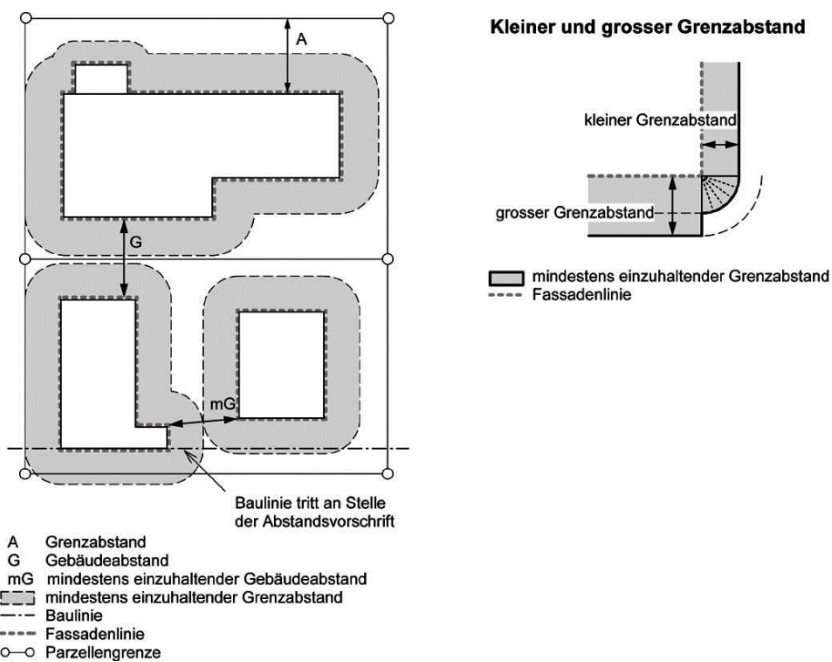 A
G
mG
Baulinie tritt an Stelle
der Abstandsvorschrift
A Grenzabstand
G Gebäudeabstand
mG mindestens einzuhaltender Gebäudeabstand
mindestens einzuhaltender Grenzabstand
Baulinie
Fassadenlinie
Parzellengrenze
Kleiner und grosser Grenzabstand
kleiner Grenzabstand
grosser Grenzabstand
mindestens einzuhaltender Grenzabstand
Fassadenlinie